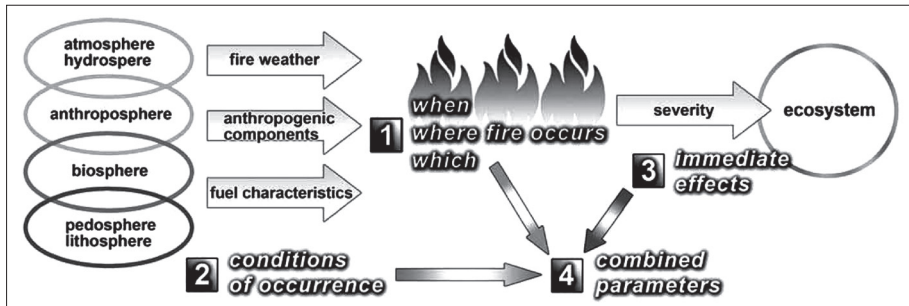 atmosphere
hydrospere
anthroposphere
biosphere
pedosphere
lithosphere
fire weather
anthropogenic
components
fuel characteristics
1
when
where fire occurs
which
severity
ecosystem
3
immediate
effects
2
conditions
of occurrence
4
combined
parameters